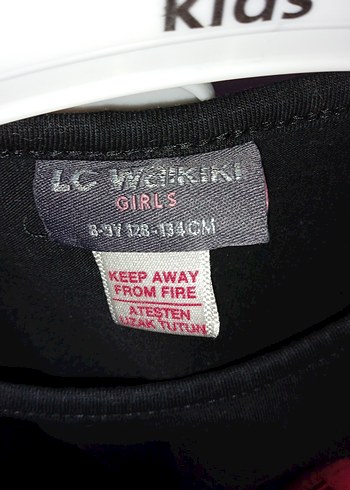 kids
LC WaiKiKi
GIRLS
8-9Y 128-134CM
KEEP AWAY
FROM FIRE
ATEŞTEN
UZAK TUTUN